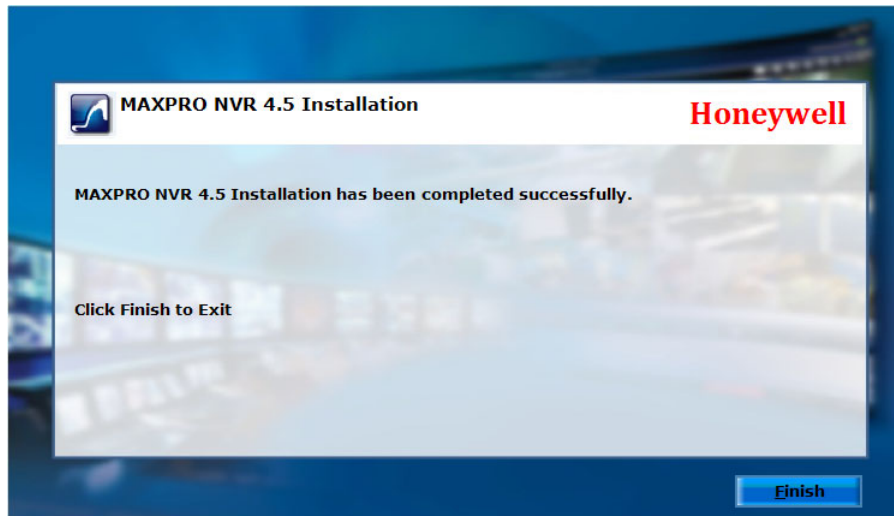 MAXPRO NVR 4.5 Installation
Honeywell
MAXPRO NVR 4.5 Installation has been completed successfully.
Click Finish to Exit
Finish